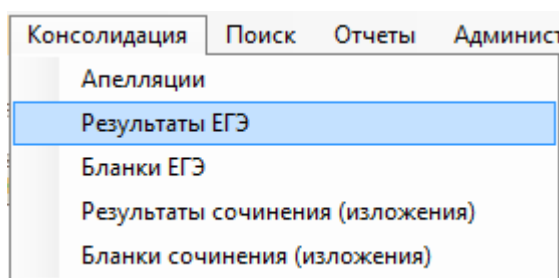 Консолидация Поиск Отчеты
Апелляции
Результаты ЕГЭ
Бланки ЕГЭ
Результаты сочинения (изложения)
Бланки сочинения (изложения)